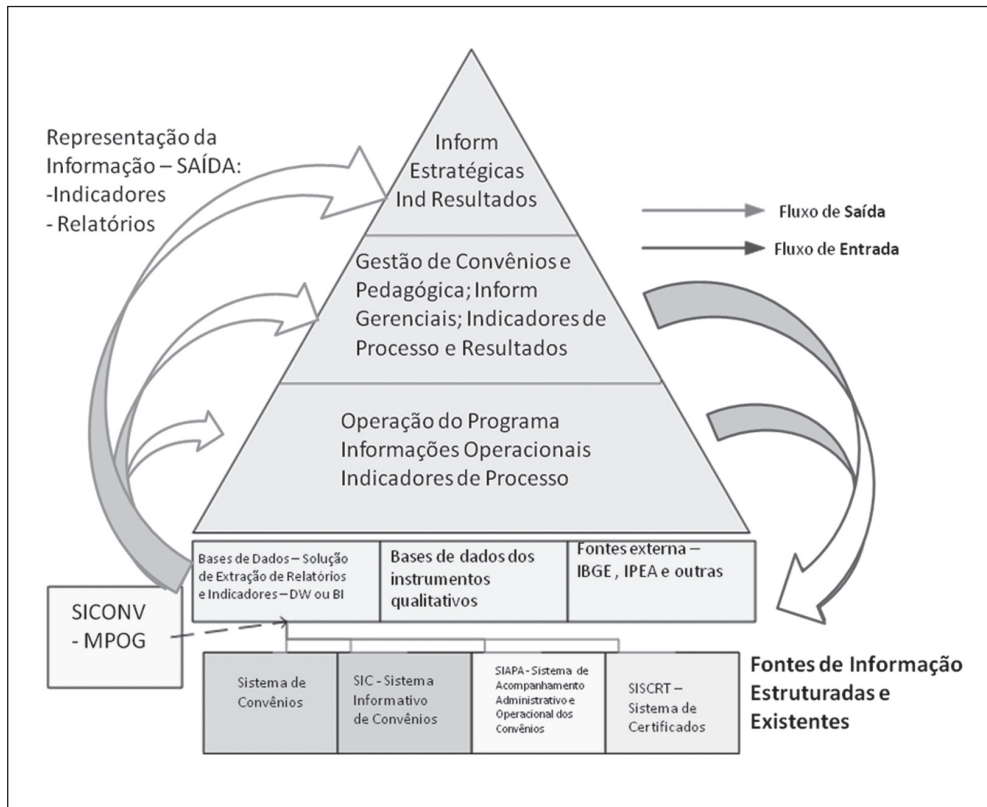 Representação da
Informação – SAÍDA:
-Indicadores
- Relatórios
Inform
Estratégicas
Ind Resultados
Fluxo de Saída
Fluxo de Entrada
Gestão de Convênios e
Pedagógica; Inform
Gerenciais; Indicadores de
Processo e Resultados
Operação do Programa
Informações Operacionais
Indicadores de Processo
Bases de Dados – Solução
de Extração de Relatórios
e Indicadores – DW ou BI
Bases de dados dos
instrumentos
qualitativos
Fontes externa –
IBGE , IPEA e outras
SICONV
- MPOG
Sistema de
Convênios
SIC - Sistema
Informativo
de Convênios
SIAPA - Sistema de
Acompanhamento
Administrativo e
Operacional dos
Convênios
SISCRT –
Sistema de
Certificados
Fontes de Informação
Estruturadas e
Existentes